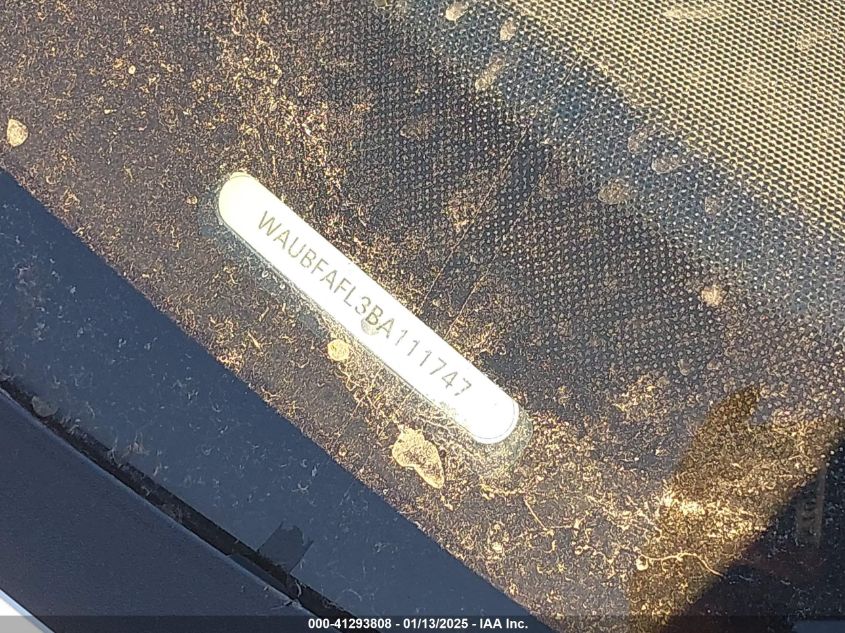 WAUBFAFL3BA111747
000-41293808 - 01/13/2025 - IAA Inc.